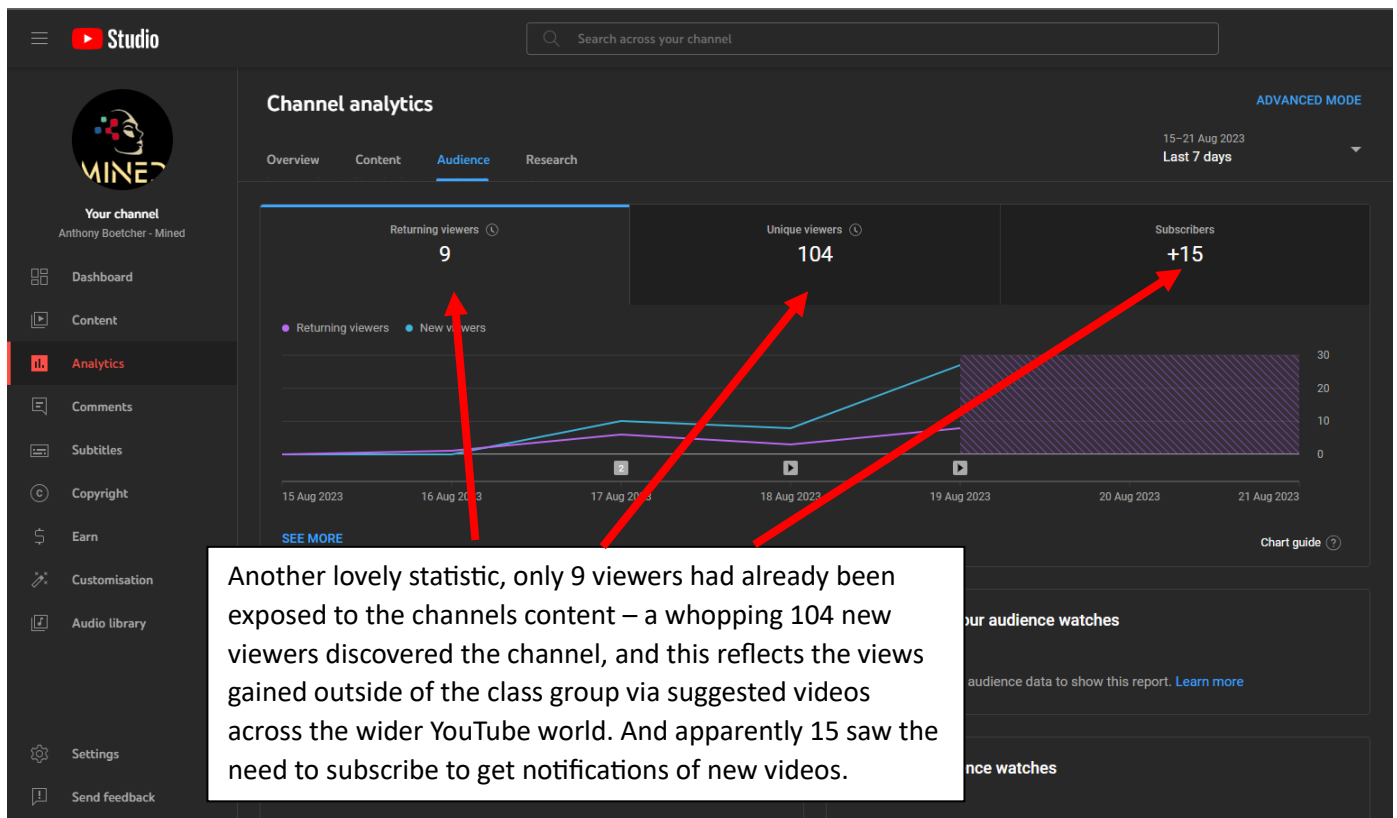 Studio
Search across your channel
MINED
Your channel
Anthony Boetcher - Mined
Dashboard
Content
Analytics
Comments
Subtitles
Copyright
Earn
Customisation
Audio library
Settings
Send feedback
Channel analytics
ADVANCED MODE
Overview Content Audience Research
15–21 Aug 2023
Last 7 days
Returning viewers
9
Unique viewers
104
Subscribers
+15
Returning viewers New viewers
30
20
10
0
2
15 Aug 2023 16 Aug 2023 17 Aug 2023 18 Aug 2023 19 Aug 2023 20 Aug 2023 21 Aug 2023
SEE MORE
Chart guide
Another lovely statistic, only 9 viewers had already been
exposed to the channels content – a whopping 104 new
viewers discovered the channel, and this reflects the views
gained outside of the class group via suggested videos
across the wider YouTube world. And apparently 15 saw the
need to subscribe to get notifications of new videos.
our audience watches
audience data to show this report. Learn more
nce watches